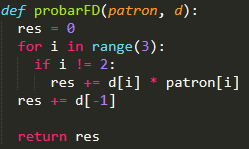 def probarFD(patron, d):
  res = 0
  for i in range(3):
    if i != 2:
      res += d[i] * patron[i]
  res += d[-1]

  return res